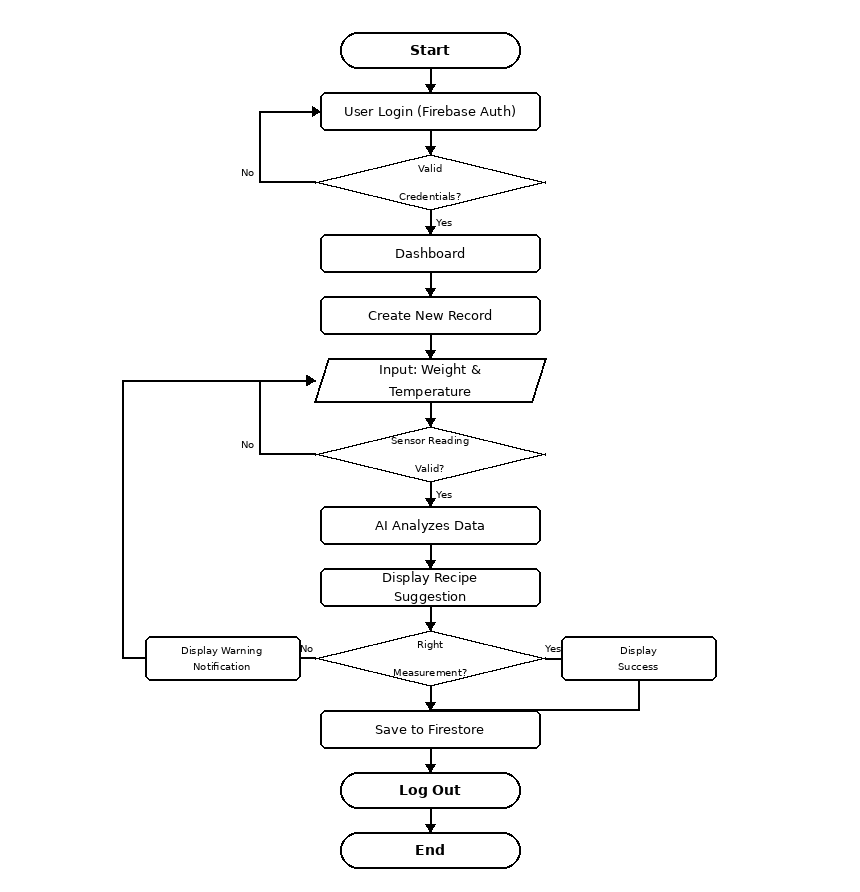 Start
User Login (Firebase Auth)
Valid
Credentials?
No
Yes
Dashboard
Create New Record
Input: Weight &
Temperature
Sensor Reading
Valid?
No
Yes
AI Analyzes Data
Display Recipe
Suggestion
Right
Measurement?
No
Yes
Display Warning
Notification
Display
Success
Save to Firestore
Log Out
End